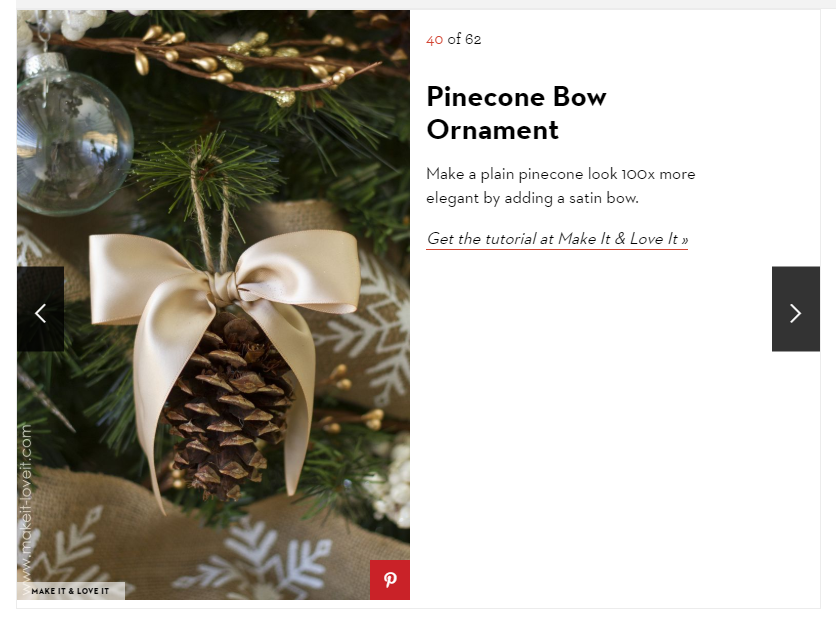 40 of 62
Pinecone Bow
Ornament
Make a plain pinecone look 100x more
elegant by adding a satin bow.
Get the tutorial at Make It & Love It »
www.makeit-loveit.com
MAKE IT & LOVE IT